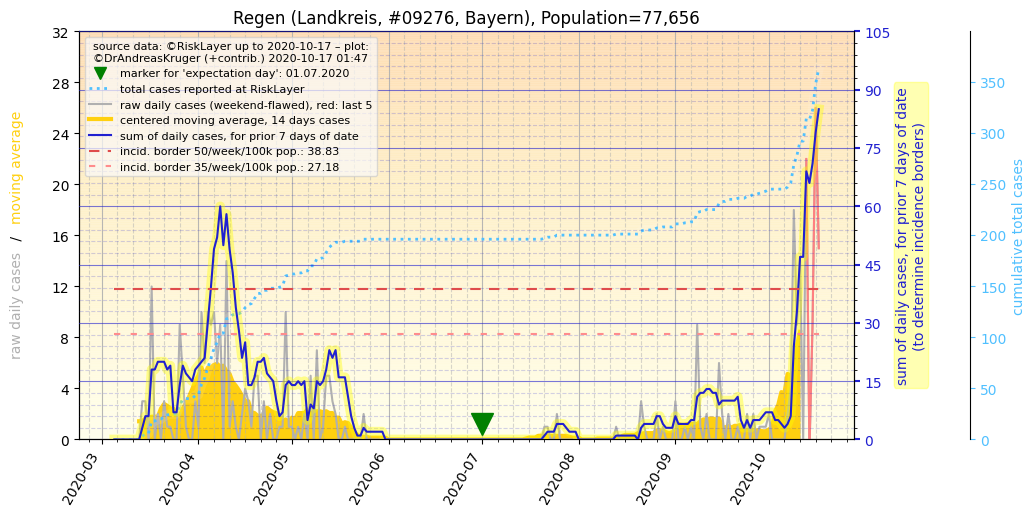 Regen (Landkreis, #09276, Bayern), Population=77,656
source data: ©RiskLayer up to 2020-10-17 – plot:
©DrAndreasKruger (+contrib.) 2020-10-17 01:47
marker for 'expectation day': 01.07.2020
total cases reported at RiskLayer
raw daily cases (weekend-flawed), red: last 5
centered moving average, 14 days cases
sum of daily cases, for prior 7 days of date
incid. border 50/week/100k pop.: 38.83
incid. border 35/week/100k pop.: 27.18
raw daily cases / moving average
32
28
24
20
16
12
8
4
0
105
90
75
60
45
30
15
0
sum of daily cases, for prior 7 days of date
(to determine incidence borders)
350
300
250
200
150
100
50
0
cumulative total cases
2020-03
2020-04
2020-05
2020-06
2020-07
2020-08
2020-09
2020-10